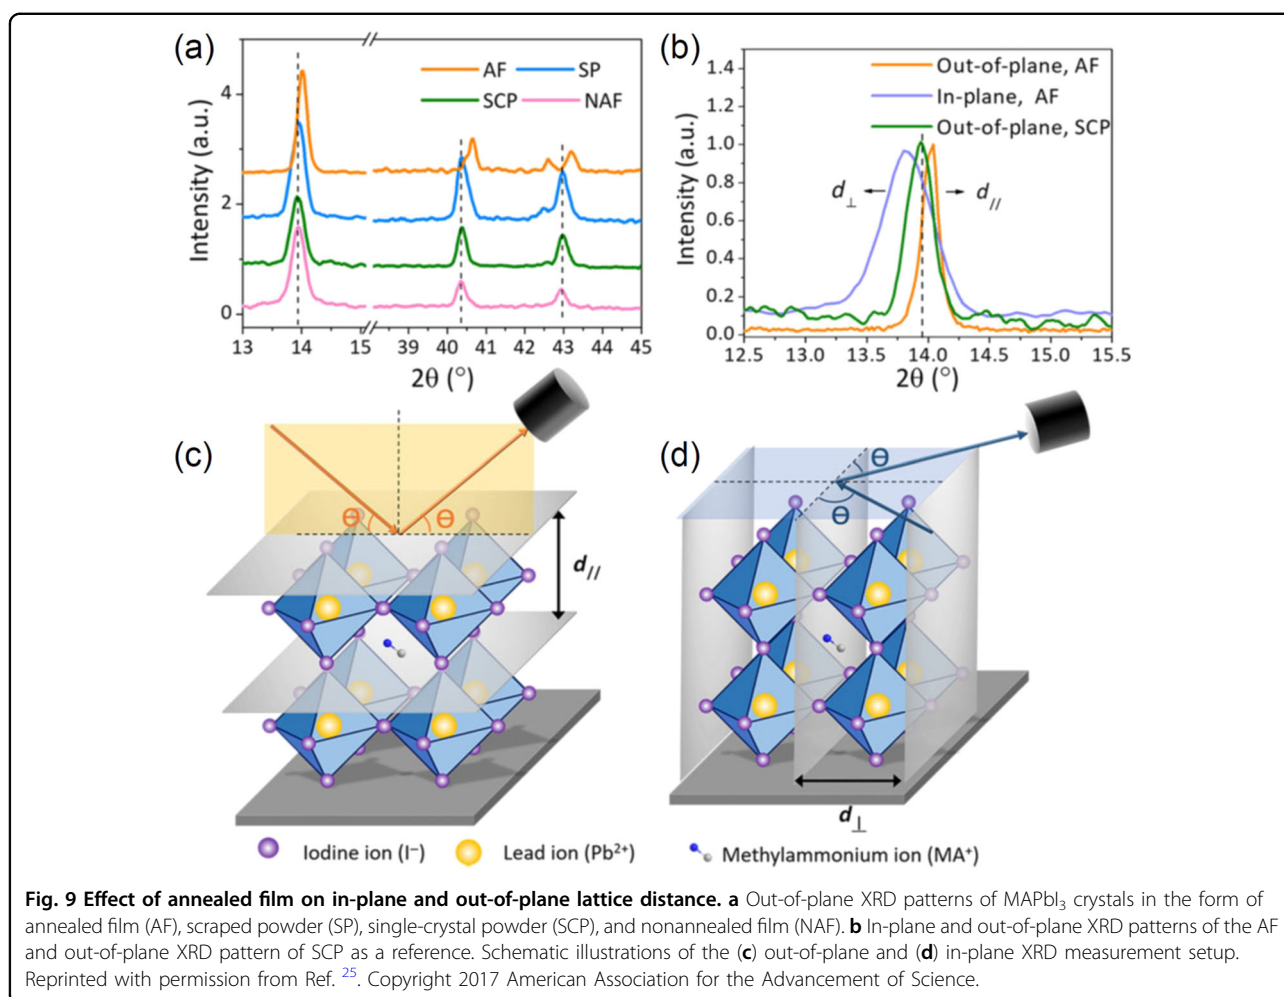 (a)
AF
SP
SCP
NAF
Intensity (a.u.)
4
2
0
13
14
15
39
40
41
42
43
44
45
2θ (°)
(b)
Out-of-plane, AF
In-plane, AF
Out-of-plane, SCP
d⊥
d//
Intensity (a.u.)
1.4
1.2
1.0
0.8
0.6
0.4
0.2
0.0
12.5
13.0
13.5
14.0
14.5
15.0
15.5
2θ (°)
(c)
Θ
Θ
d//
(d)
Θ
Θ
d⊥
Iodine ion (I⁻)
Lead ion (Pb²⁺)
Methylammonium ion (MA⁺)
Fig. 9 Effect of annealed film on in-plane and out-of-plane lattice distance. a Out-of-plane XRD patterns of MAPbI₃ crystals in the form of
annealed film (AF), scraped powder (SP), single-crystal powder (SCP), and nonannealed film (NAF). b In-plane and out-of-plane XRD patterns of the AF
and out-of-plane XRD pattern of SCP as a reference. Schematic illustrations of the (c) out-of-plane and (d) in-plane XRD measurement setup.
Reprinted with permission from Ref. ²⁵. Copyright 2017 American Association for the Advancement of Science.